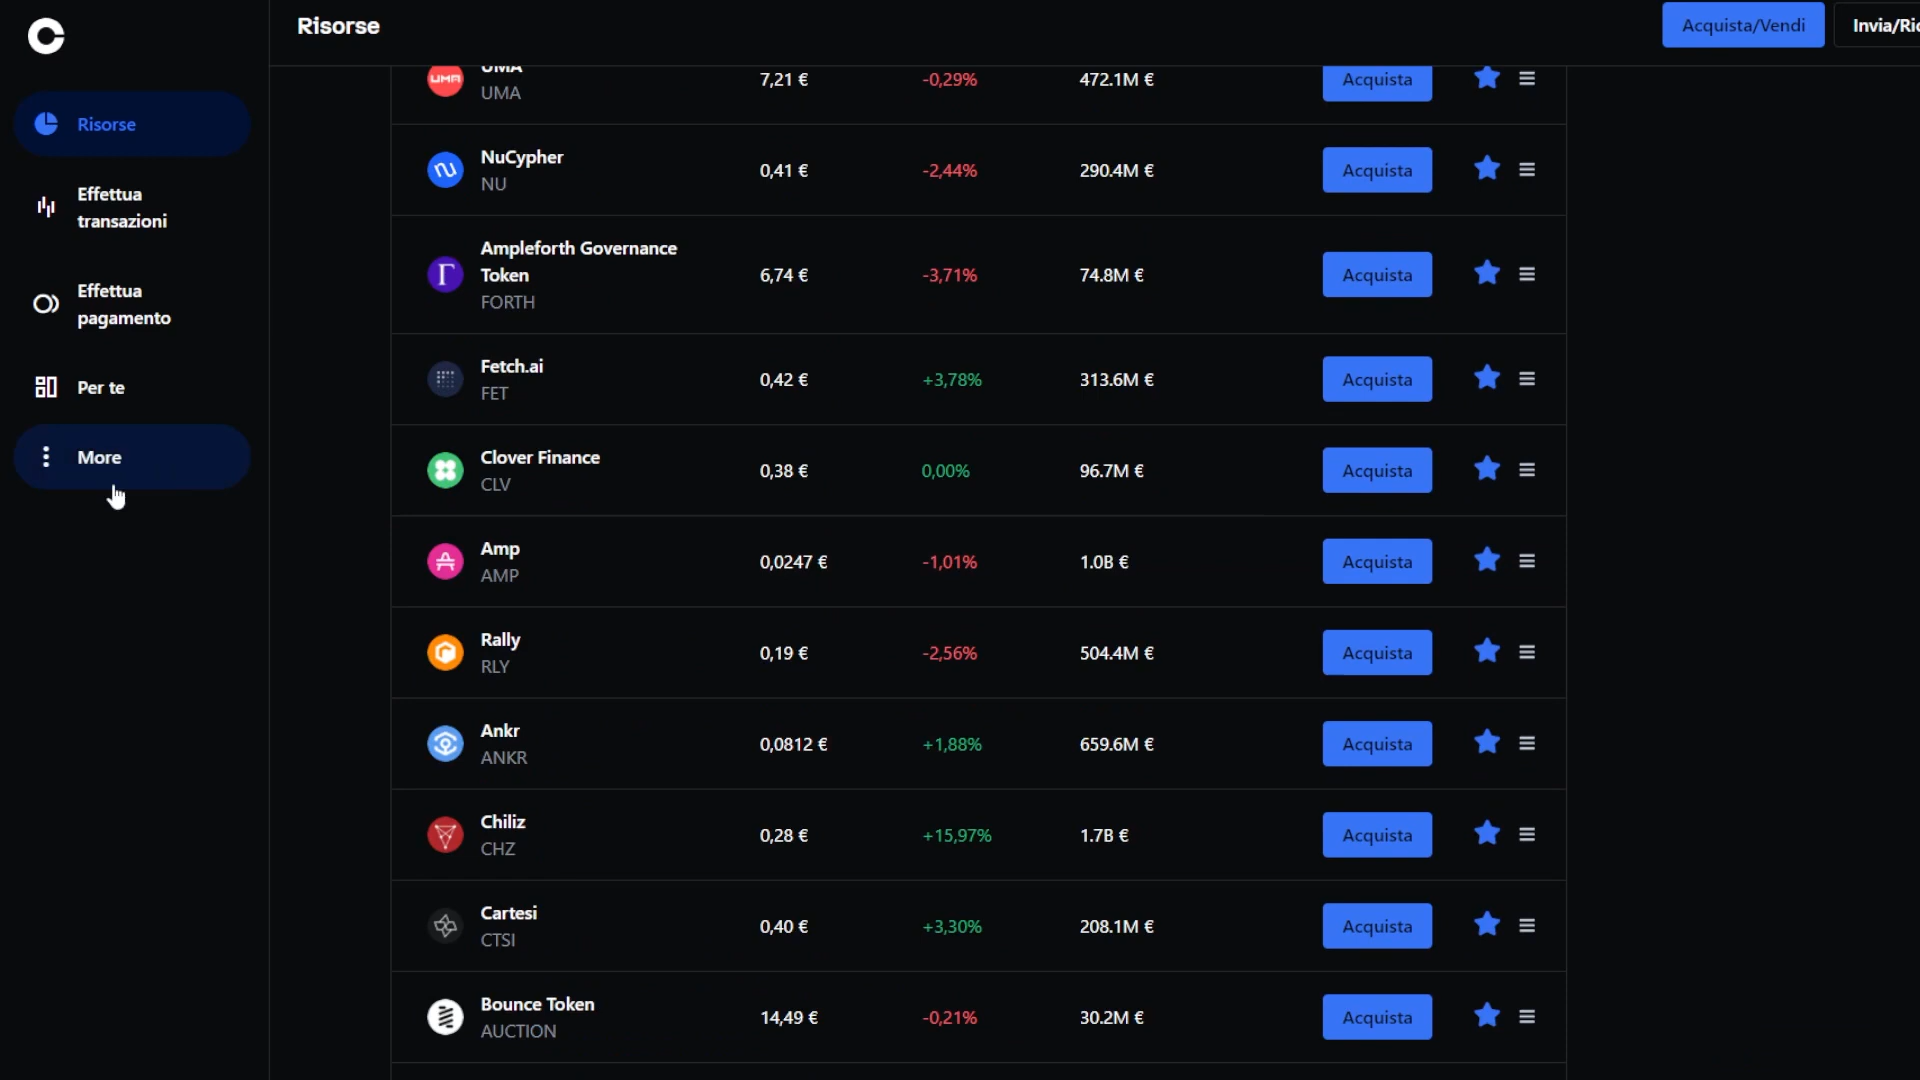 Risorse
Acquista/Vendi
Invia/Ric
Risorse
Effettua
transazioni
Effettua
pagamento
Per te
More
UMA
UMA
7,21 €
-0,29%
472.1M €
Acquista
NuCypher
NU
0,41 €
-2,44%
290.4M €
Acquista
Ampleforth Governance
Token
FORTH
6,74 €
-3,71%
74.8M €
Acquista
Fetch.ai
FET
0,42 €
+3,78%
313.6M €
Acquista
Clover Finance
CLV
0,38 €
0,00%
96.7M €
Acquista
Amp
AMP
0,0247 €
-1,01%
1.0B €
Acquista
Rally
RLY
0,19 €
-2,56%
504.4M €
Acquista
Ankr
ANKR
0,0812 €
+1,88%
659.6M €
Acquista
Chiliz
CHZ
0,28 €
+15,97%
1.7B €
Acquista
Cartesi
CTSI
0,40 €
+3,30%
208.1M €
Acquista
Bounce Token
AUCTION
14,49 €
-0,21%
30.2M €
Acquista